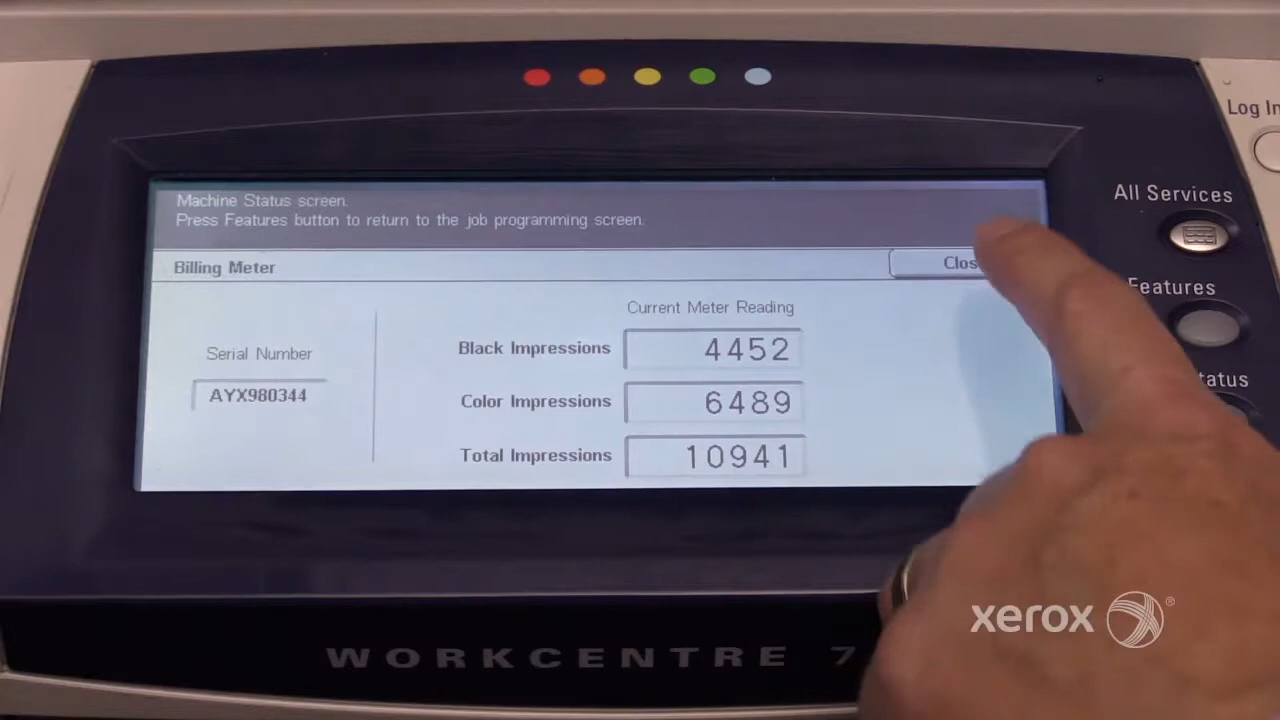 Log In
All Services
Machine Status screen.
Press Features button to return to the job programming screen.
Billing Meter
Clos
Features
Current Meter Reading
Serial Number
Black Impressions 4452
AYX980344
Color Impressions 6489
tatus
Total Impressions 10941
xerox ®
WORKCENTRE 7